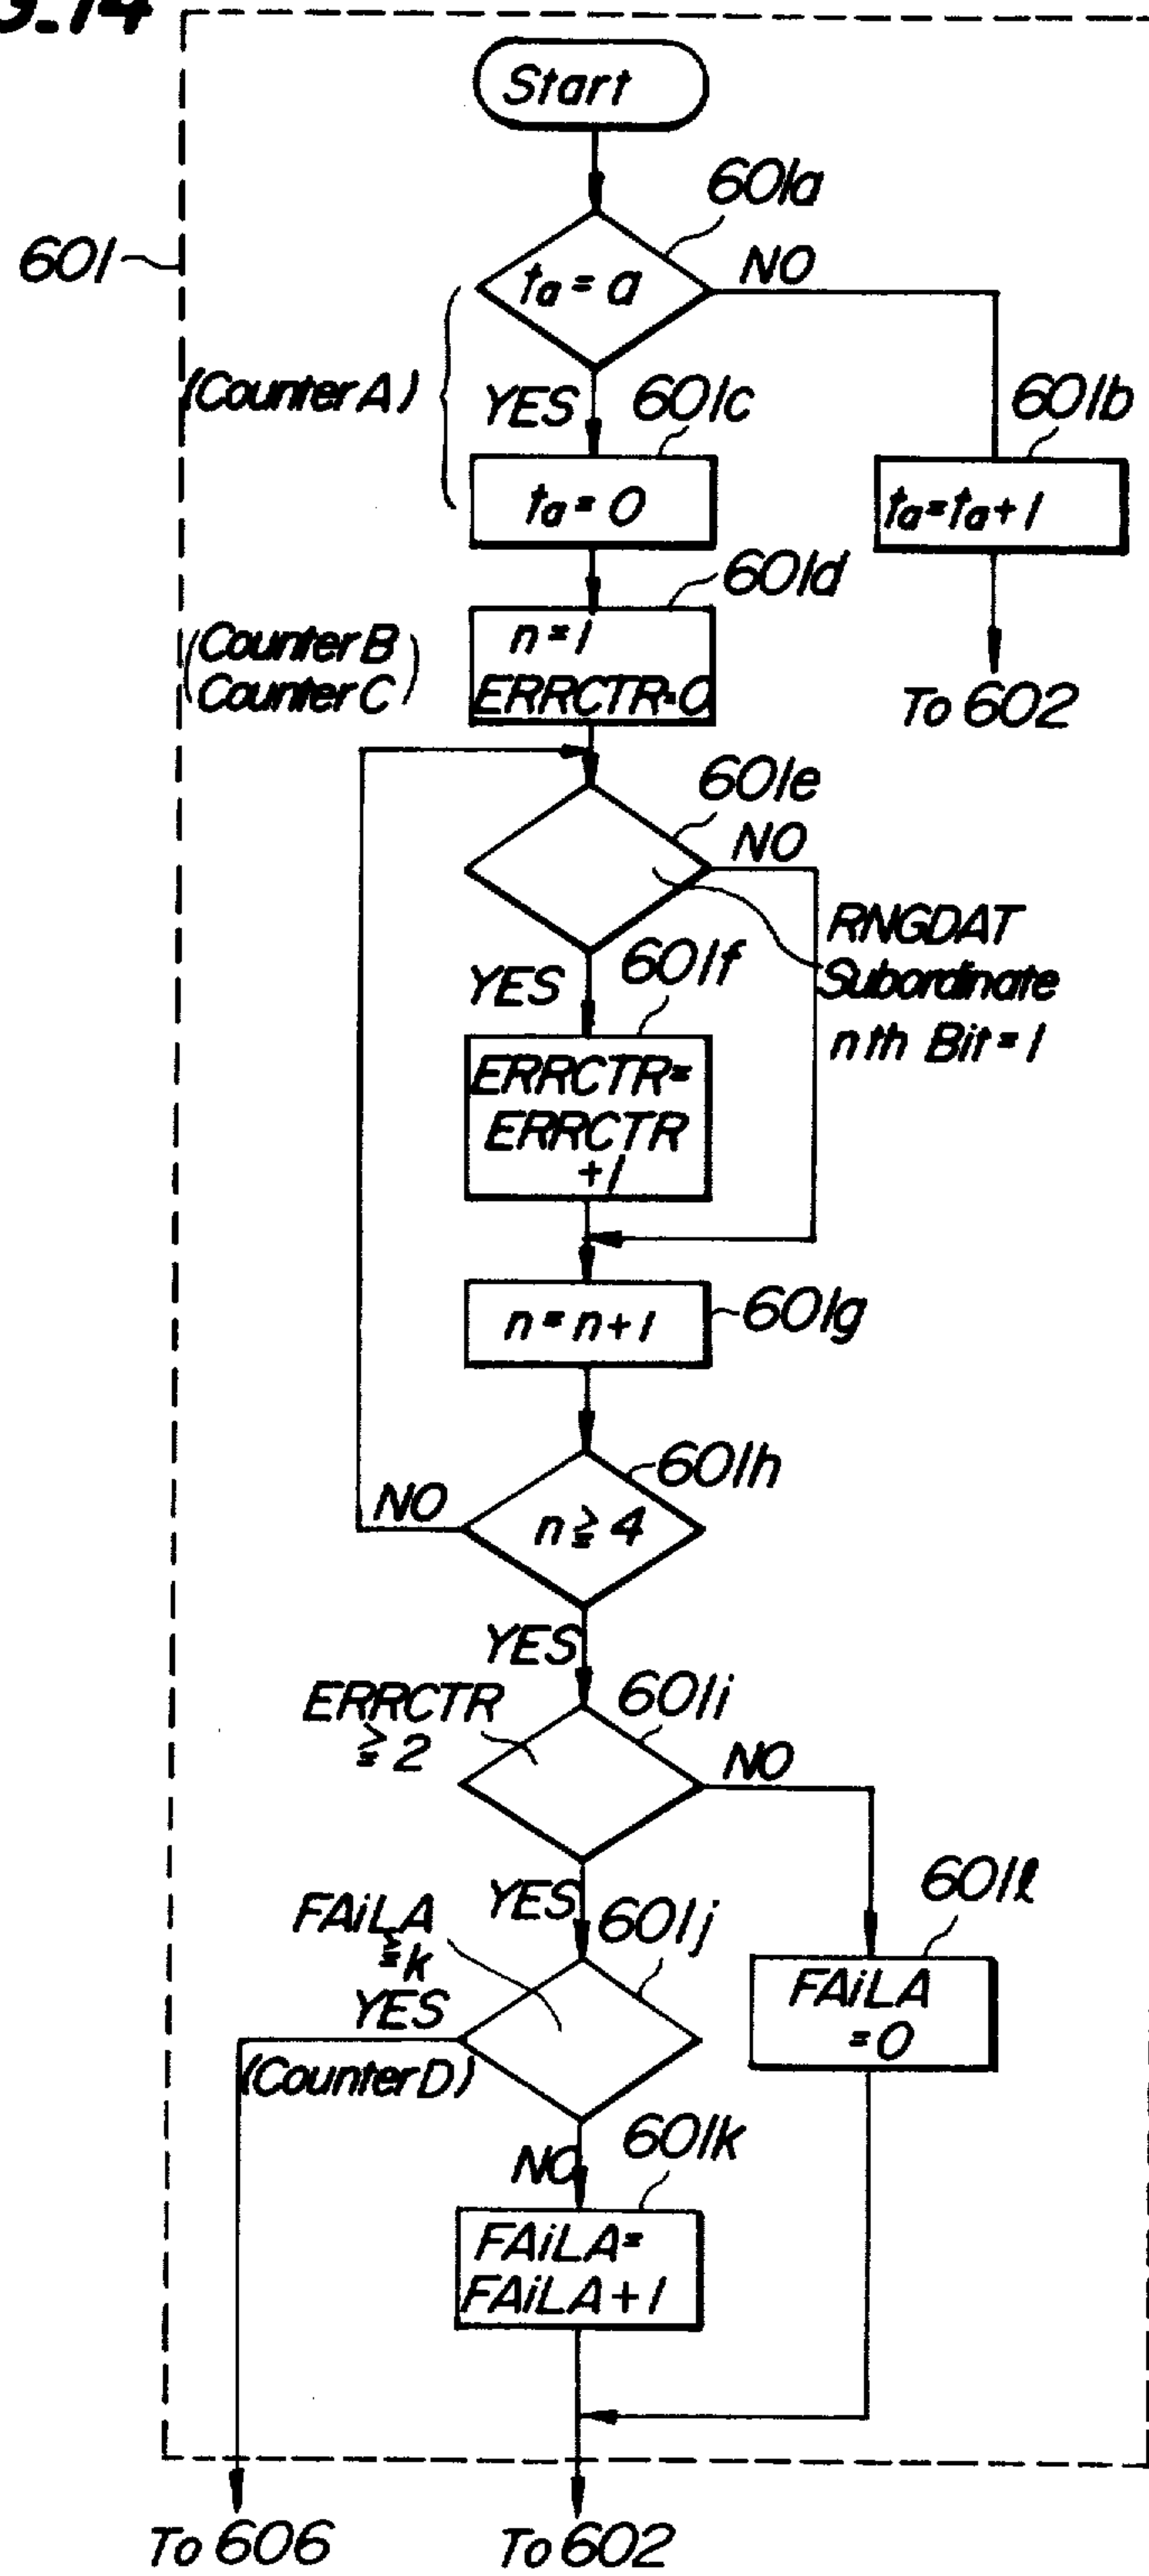 G.14
Start
601a
601
ta = a
NO
(Counter A)
YES
601c
601b
ta = 0
ta=ta+1
601d
(Counter B
Counter C)
n=1
ERRCTR=0
To 602
601e
NO
RNGDAT
Subordinate
nth Bit=1
YES
601f
ERRCTR=
ERRCTR
+1
n = n+1
601g
601h
NO
n ≧ 4
YES
ERRCTR
≧ 2
601i
NO
YES
601j
601l
FAiLA
≧k
YES
FAiLA
=0
(Counter D)
NO
601k
FAiLA=
FAiLA+1
To 606
To 602